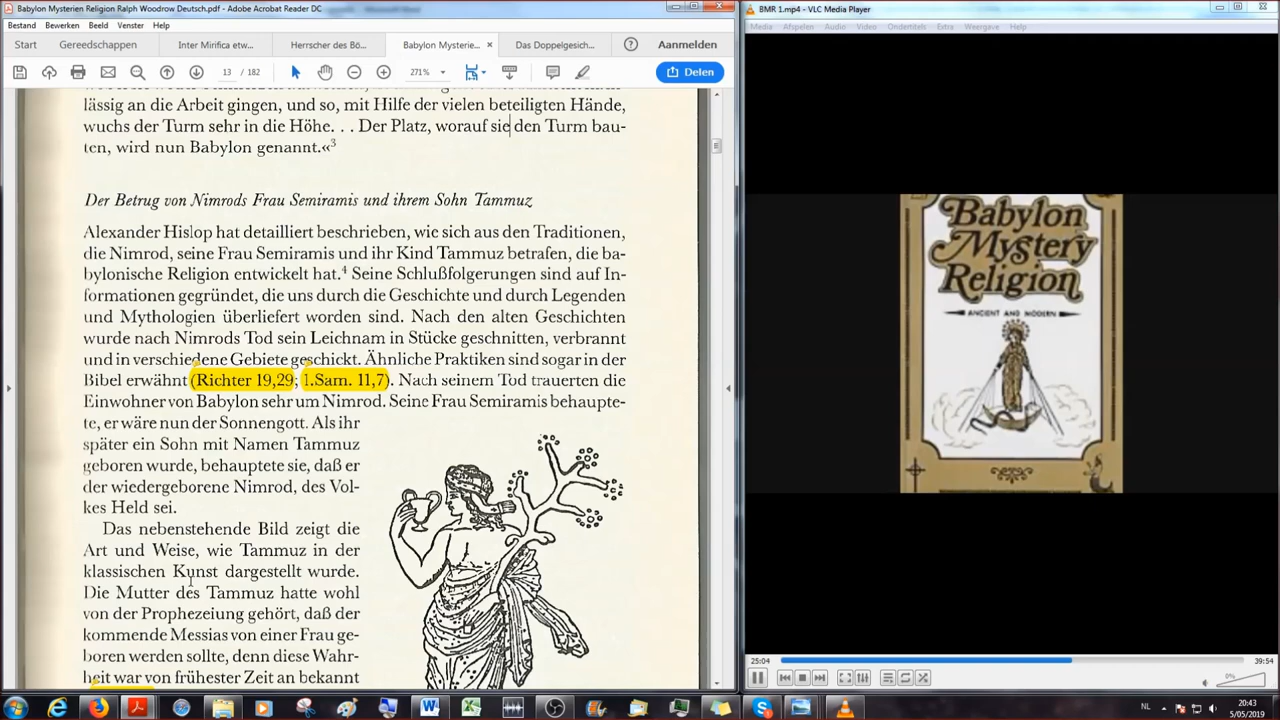 Babylon Mysterien Religion Ralph Woodrow Deutsch.pdf - Adobe Acrobat Reader DC
Bestand Bewerken Beeld Venster Help
Start Gereedschappen Inter Mirifica etw... Herrscher des Bö... Babylon Mysterie... × Das Doppelgesich... Aanmelden
13 / 182 271% Delen
lässig an die Arbeit gingen, und so, mit Hilfe der vielen beteiligten Hände,
wuchs der Turm sehr in die Höhe. . . Der Platz, worauf sie den Turm bau-
ten, wird nun Babylon genannt.«3
Der Betrug von Nimrods Frau Semiramis und ihrem Sohn Tammuz
Alexander Hislop hat detailliert beschrieben, wie sich aus den Traditionen,
die Nimrod, seine Frau Semiramis und ihr Kind Tammuz betrafen, die ba-
bylonische Religion entwickelt hat.4 Seine Schlußfolgerungen sind auf In-
formationen gegründet, die uns durch die Geschichte und durch Legenden
und Mythologien überliefert worden sind. Nach den alten Geschichten
wurde nach Nimrods Tod sein Leichnam in Stücke geschnitten, verbrannt
und in verschiedene Gebiete geschickt. Ähnliche Praktiken sind sogar in der
Bibel erwähnt (Richter 19,29; 1.Sam. 11,7). Nach seinem Tod trauerten die
Einwohner von Babylon sehr um Nimrod. Seine Frau Semiramis behaupte-
te, er wäre nun der Sonnengott. Als ihr
später ein Sohn mit Namen Tammuz
geboren wurde, behauptete sie, daß er
der wiedergeborene Nimrod, des Vol-
kes Held sei.
Das nebenstehende Bild zeigt die
Art und Weise, wie Tammuz in der
klassischen Kunst dargestellt wurde.
Die Mutter des Tammuz hatte wohl
von der Prophezeiung gehört, daß der
kommende Messias von einer Frau ge-
boren werden sollte, denn diese Wahr-
heit war von frühester Zeit an bekannt
BMR 1.mp4 - VLC Media Player
Media Afspelen Audio Video Ondertitels Extra Weergave Help
Babylon
Mystery
Religion
ANCIENT AND MODERN
25:04 39:54
0%
NL 20:43
5/05/2019